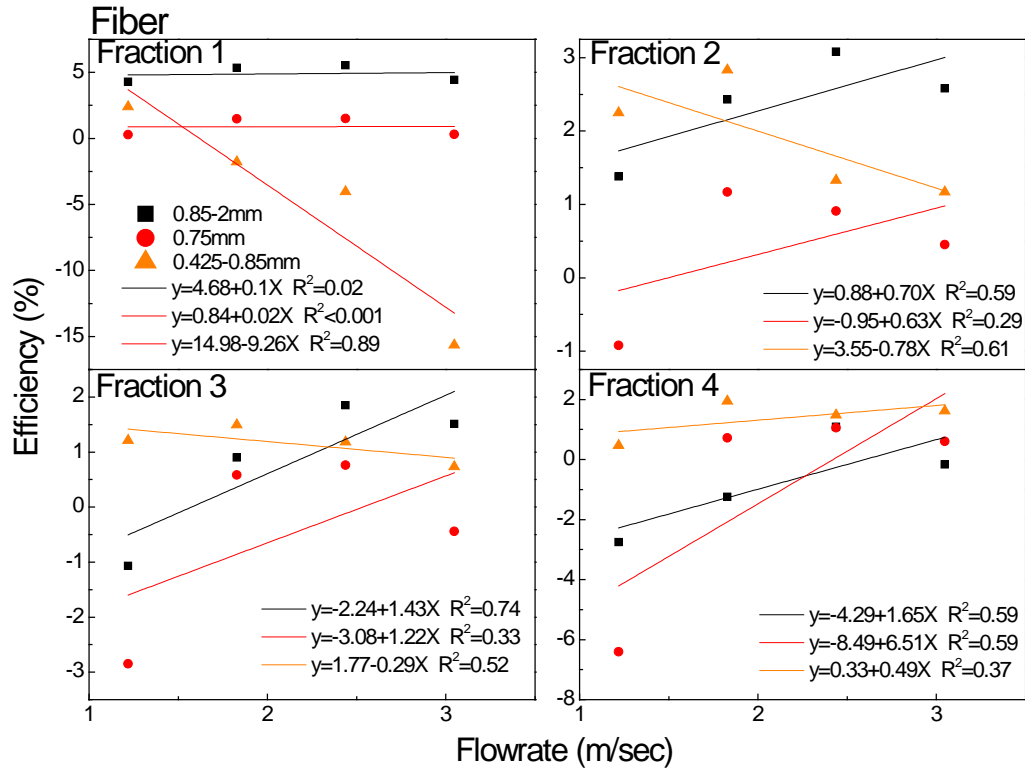 Fiber
Fraction 1
5
0
-5
-10
-15
0.85-2mm
0.75mm
0.425-0.85mm
y=4.68+0.1X R²=0.02
y=0.84+0.02X R²<0.001
y=14.98-9.26X R²=0.89
Fraction 2
3
2
1
0
-1
y=0.88+0.70X R²=0.59
y=-0.95+0.63X R²=0.29
y=3.55-0.78X R²=0.61
Fraction 3
2
1
0
-1
-2
-3
y=-2.24+1.43X R²=0.74
y=-3.08+1.22X R²=0.33
y=1.77-0.29X R²=0.52
1 2 3
Fraction 4
2
0
-2
-4
-6
-8
y=-4.29+1.65X R²=0.59
y=-8.49+6.51X R²=0.59
y=0.33+0.49X R²=0.37
1 2 3
Efficiency (%)
Flowrate (m/sec)